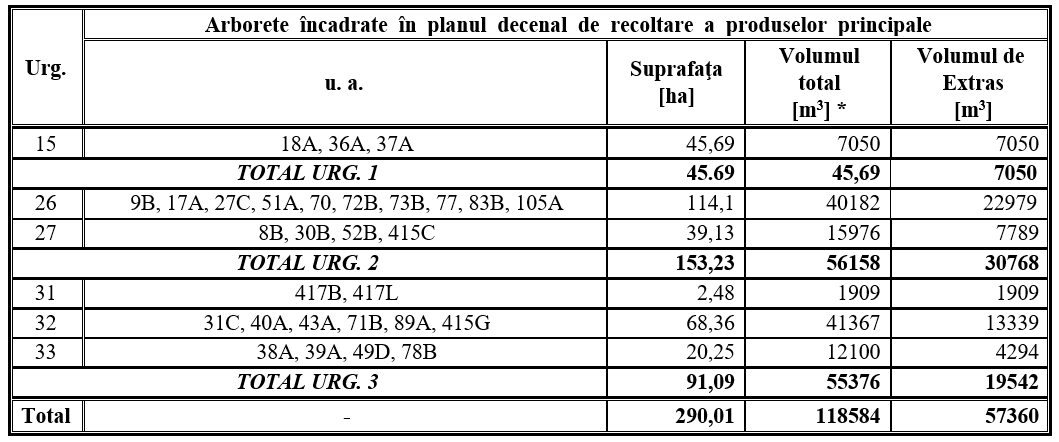 Arborete încadrate în planul decenal de recoltare a produselor principale
Urg. u. a. Suprafaţa [ha] Volumul total [m³] * Volumul de Extras [m³]
15 18A, 36A, 37A 45,69 7050 7050
TOTAL URG. 1 45.69 45,69 7050
26 9B, 17A, 27C, 51A, 70, 72B, 73B, 77, 83B, 105A 114,1 40182 22979
27 8B, 30B, 52B, 415C 39,13 15976 7789
TOTAL URG. 2 153,23 56158 30768
31 417B, 417L 2,48 1909 1909
32 31C, 40A, 43A, 71B, 89A, 415G 68,36 41367 13339
33 38A, 39A, 49D, 78B 20,25 12100 4294
TOTAL URG. 3 91,09 55376 19542
Total - 290,01 118584 57360